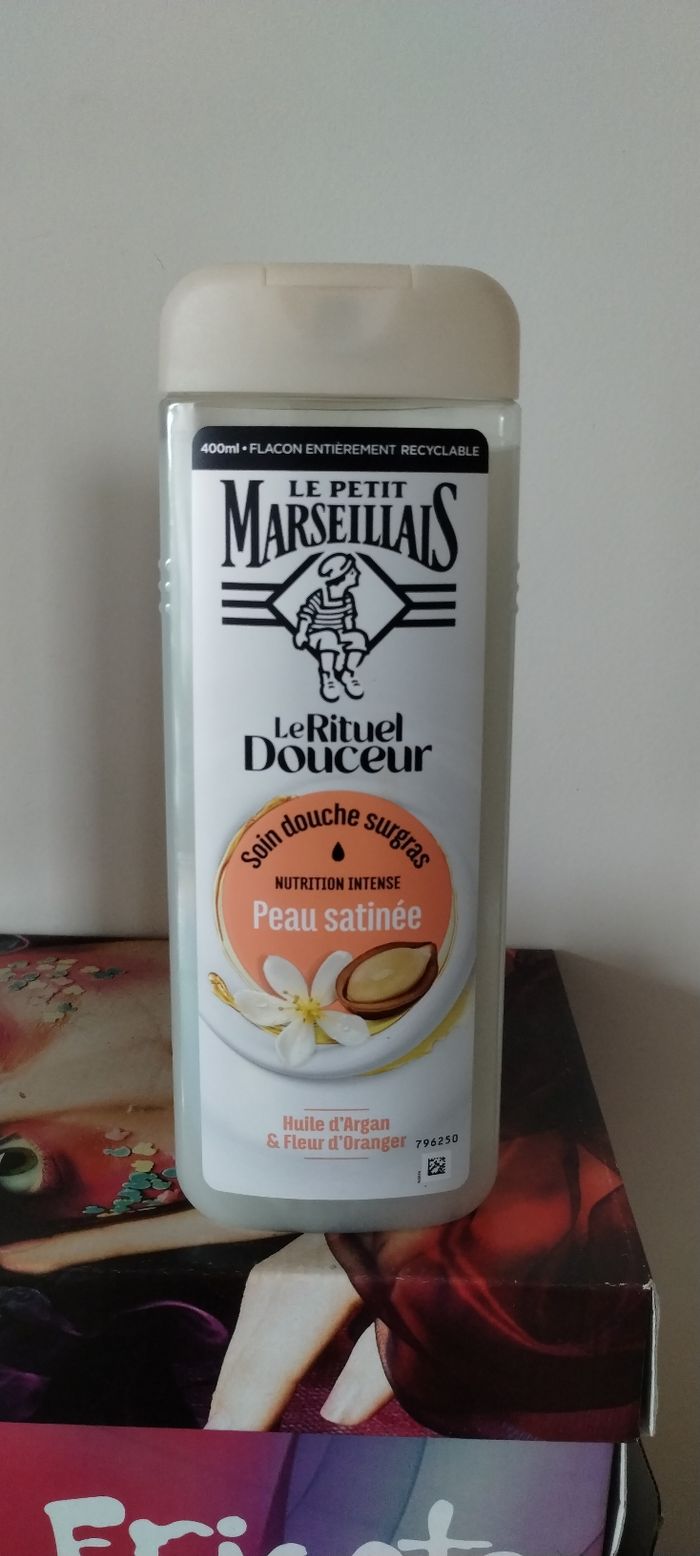 400ml • FLACON ENTIÈREMENT RECYCLABLE
LE PETIT
MARSEILLAIS
Le Rituel
Douceur
Soin douche surgras
NUTRITION INTENSE
Peau satinée
Huile d'Argan
& Fleur d'Oranger
796250